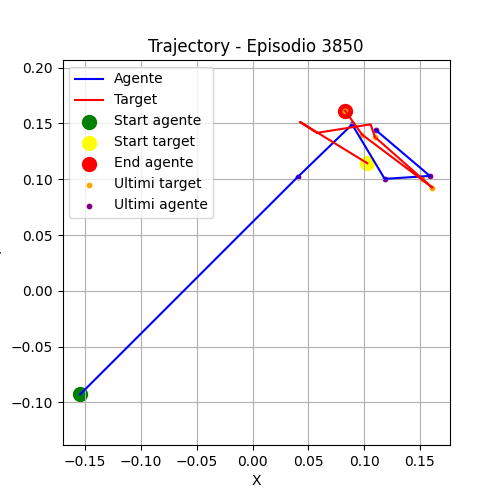 Trajectory - Episodio 3850
0.20
0.15
0.10
0.05
0.00
−0.05
−0.10
Agente
Target
Start agente
Start target
End agente
Ultimi target
Ultimi agente
−0.15
−0.10
−0.05
0.00
0.05
0.10
0.15
X